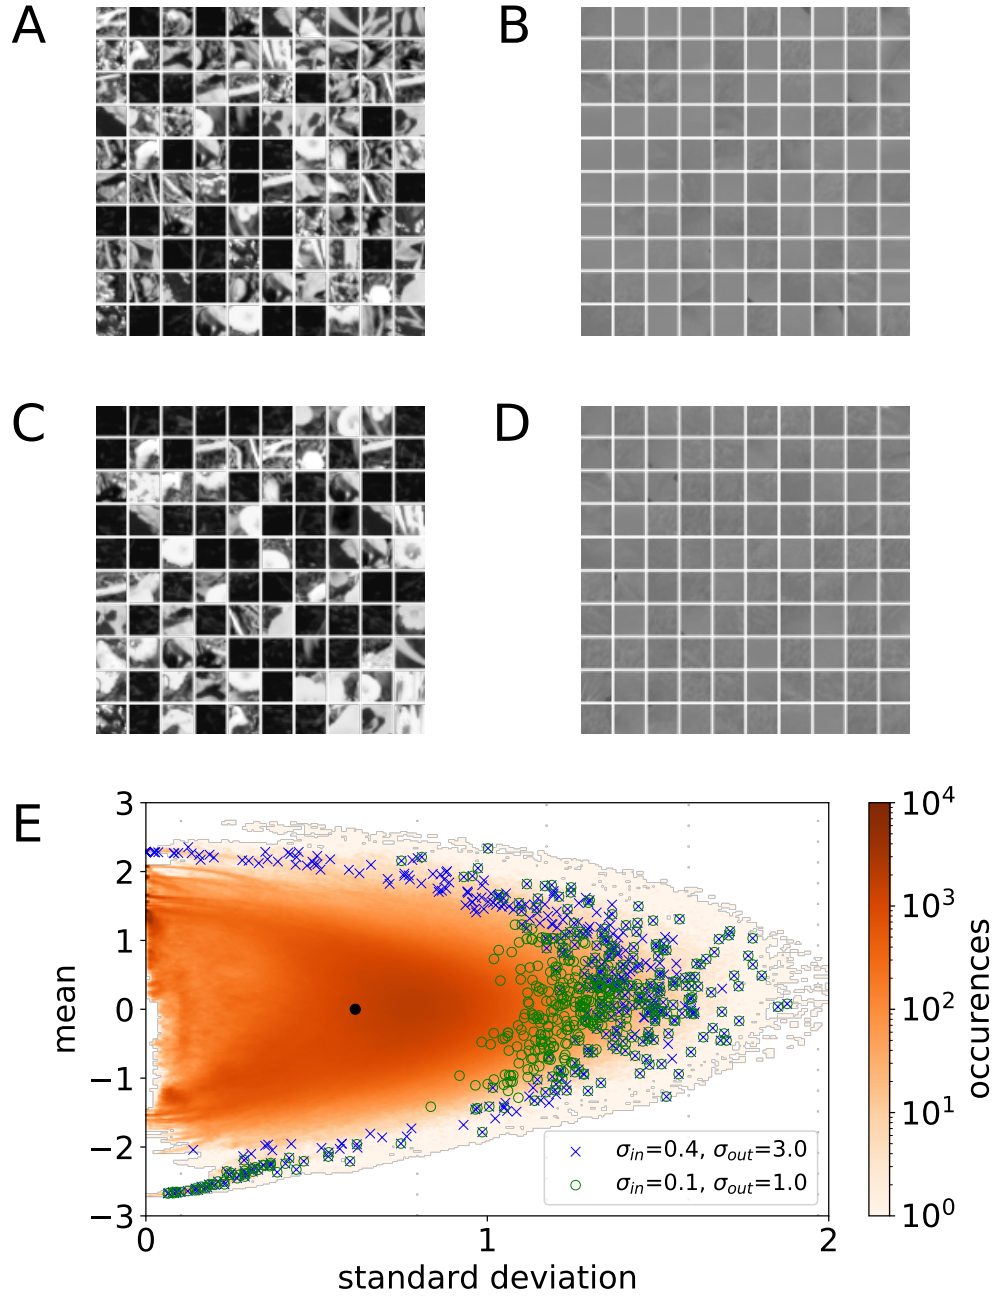 A
B
C
D
E
3
2
1
0
−1
−2
−3
mean
0
1
2
standard deviation
σin=0.4, σout=3.0
σin=0.1, σout=1.0
10⁴
10³
10²
10¹
10⁰
occurences